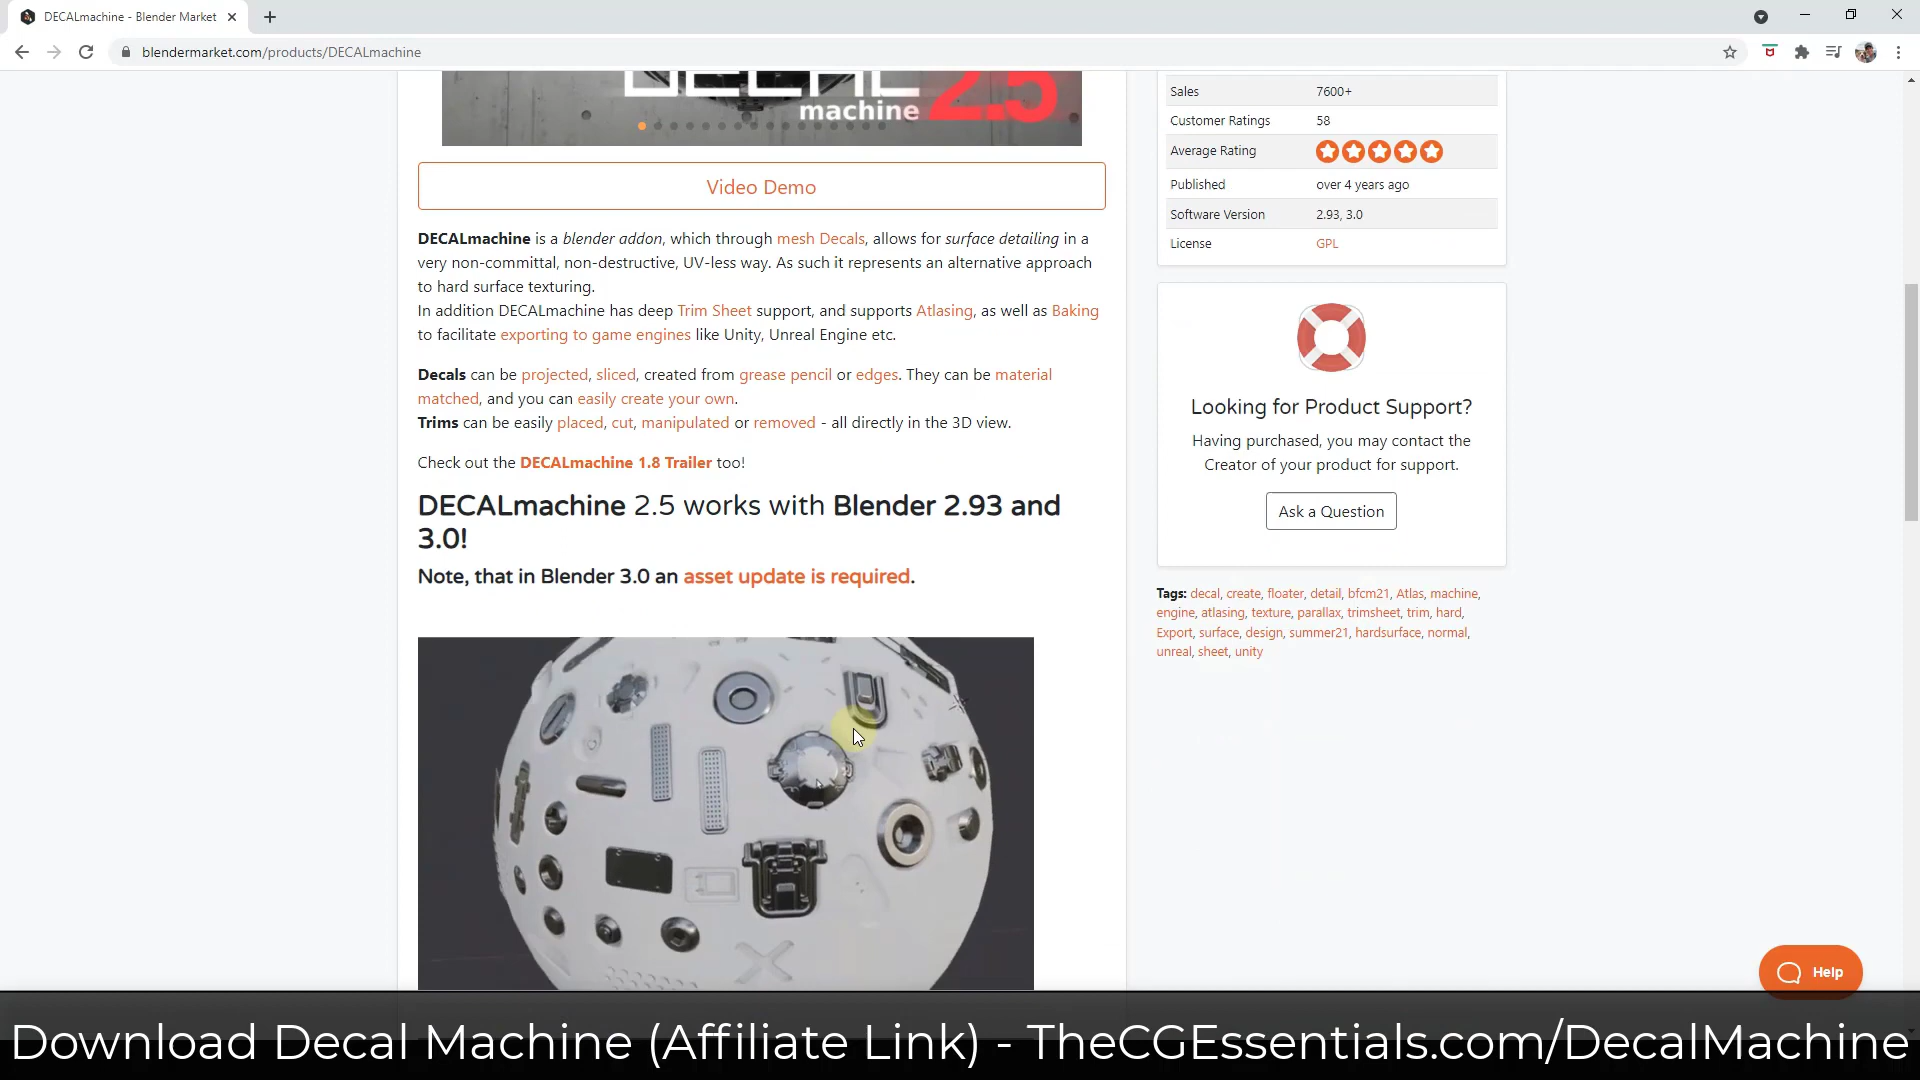 DECALmachine - Blender Market
blendermarket.com/products/DECALmachine
DECAL
machine 2.5
Video Demo
DECALmachine is a blender addon, which through mesh Decals, allows for surface detailing in a
very non-committal, non-destructive, UV-less way. As such it represents an alternative approach
to hard surface texturing.
In addition DECALmachine has deep Trim Sheet support, and supports Atlasing, as well as Baking
to facilitate exporting to game engines like Unity, Unreal Engine etc.
Decals can be projected, sliced, created from grease pencil or edges. They can be material
matched, and you can easily create your own.
Trims can be easily placed, cut, manipulated or removed - all directly in the 3D view.
Check out the DECALmachine 1.8 Trailer too!
DECALmachine 2.5 works with Blender 2.93 and
3.0!
Note, that in Blender 3.0 an asset update is required.
Sales 7600+
Customer Ratings 58
Average Rating
Published over 4 years ago
Software Version 2.93, 3.0
License GPL
Looking for Product Support?
Having purchased, you may contact the
Creator of your product for support.
Ask a Question
Tags: decal, create, floater, detail, bfcm21, Atlas, machine,
engine, atlasing, texture, parallax, trimsheet, trim, hard,
Export, surface, design, summer21, hardsurface, normal,
unreal, sheet, unity
Help
Download Decal Machine (Affiliate Link) - TheCGEssentials.com/DecalMachine